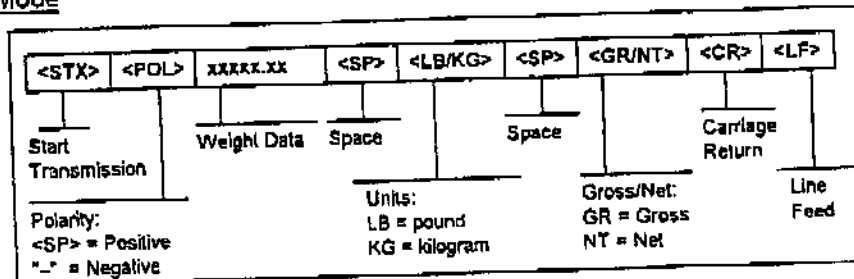 Mode
<STX> <POL> xxxxx.xx <SP> <LB/KG> <SP> <GR/NT> <CR> <LF>
Start
Transmission
Weight Data
Space
Space
Carriage
Return
Polarity:
<SP> = Positive
"-" = Negative
Units:
LB = pound
KG = kilogram
Gross/Net:
GR = Gross
NT = Net
Line
Feed